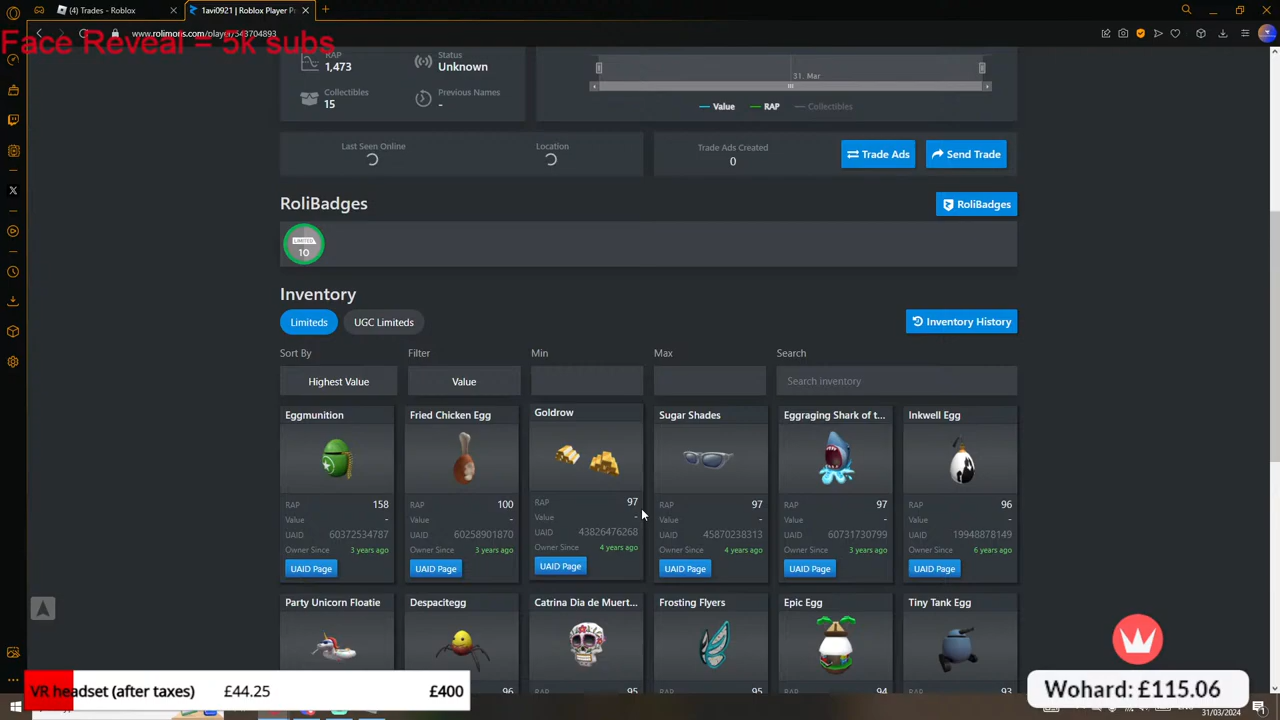 (4) Trades - Roblox
1avi0921 | Roblox Player P
www.rolimons.com/player/
Face Reveal = 5k subs
RAP
1,473
Status
Unknown
Collectibles
15
Previous Names
-
31. Mar
Value RAP Collectibles
Last Seen Online
Location
Trade Ads Created
0
Trade Ads
Send Trade
RoliBadges
RoliBadges
LIMITED
10
Inventory
Limiteds
UGC Limiteds
Inventory History
Sort By
Filter
Min
Max
Search
Highest Value
Value
Search inventory
Eggmunition
RAP 158
Value -
UAID 60372534787
Owner Since 3 years ago
UAID Page
Fried Chicken Egg
RAP 100
Value -
UAID 60258901870
Owner Since 3 years ago
UAID Page
Goldrow
RAP 97
Value -
UAID 43826476268
Owner Since 4 years ago
UAID Page
Sugar Shades
RAP 97
Value -
UAID 45870238313
Owner Since 4 years ago
UAID Page
Eggraging Shark of t...
RAP 97
Value -
UAID 60731730799
Owner Since 3 years ago
UAID Page
Inkwell Egg
RAP 96
Value -
UAID 19948878149
Owner Since 6 years ago
UAID Page
Party Unicorn Floatie
Despacitegg
Catrina Dia de Muert...
Frosting Flyers
Epic Egg
Tiny Tank Egg
96
95
95
94
93
VR headset (after taxes) £44.25 £400
Wohard: £115.06
31/03/2024